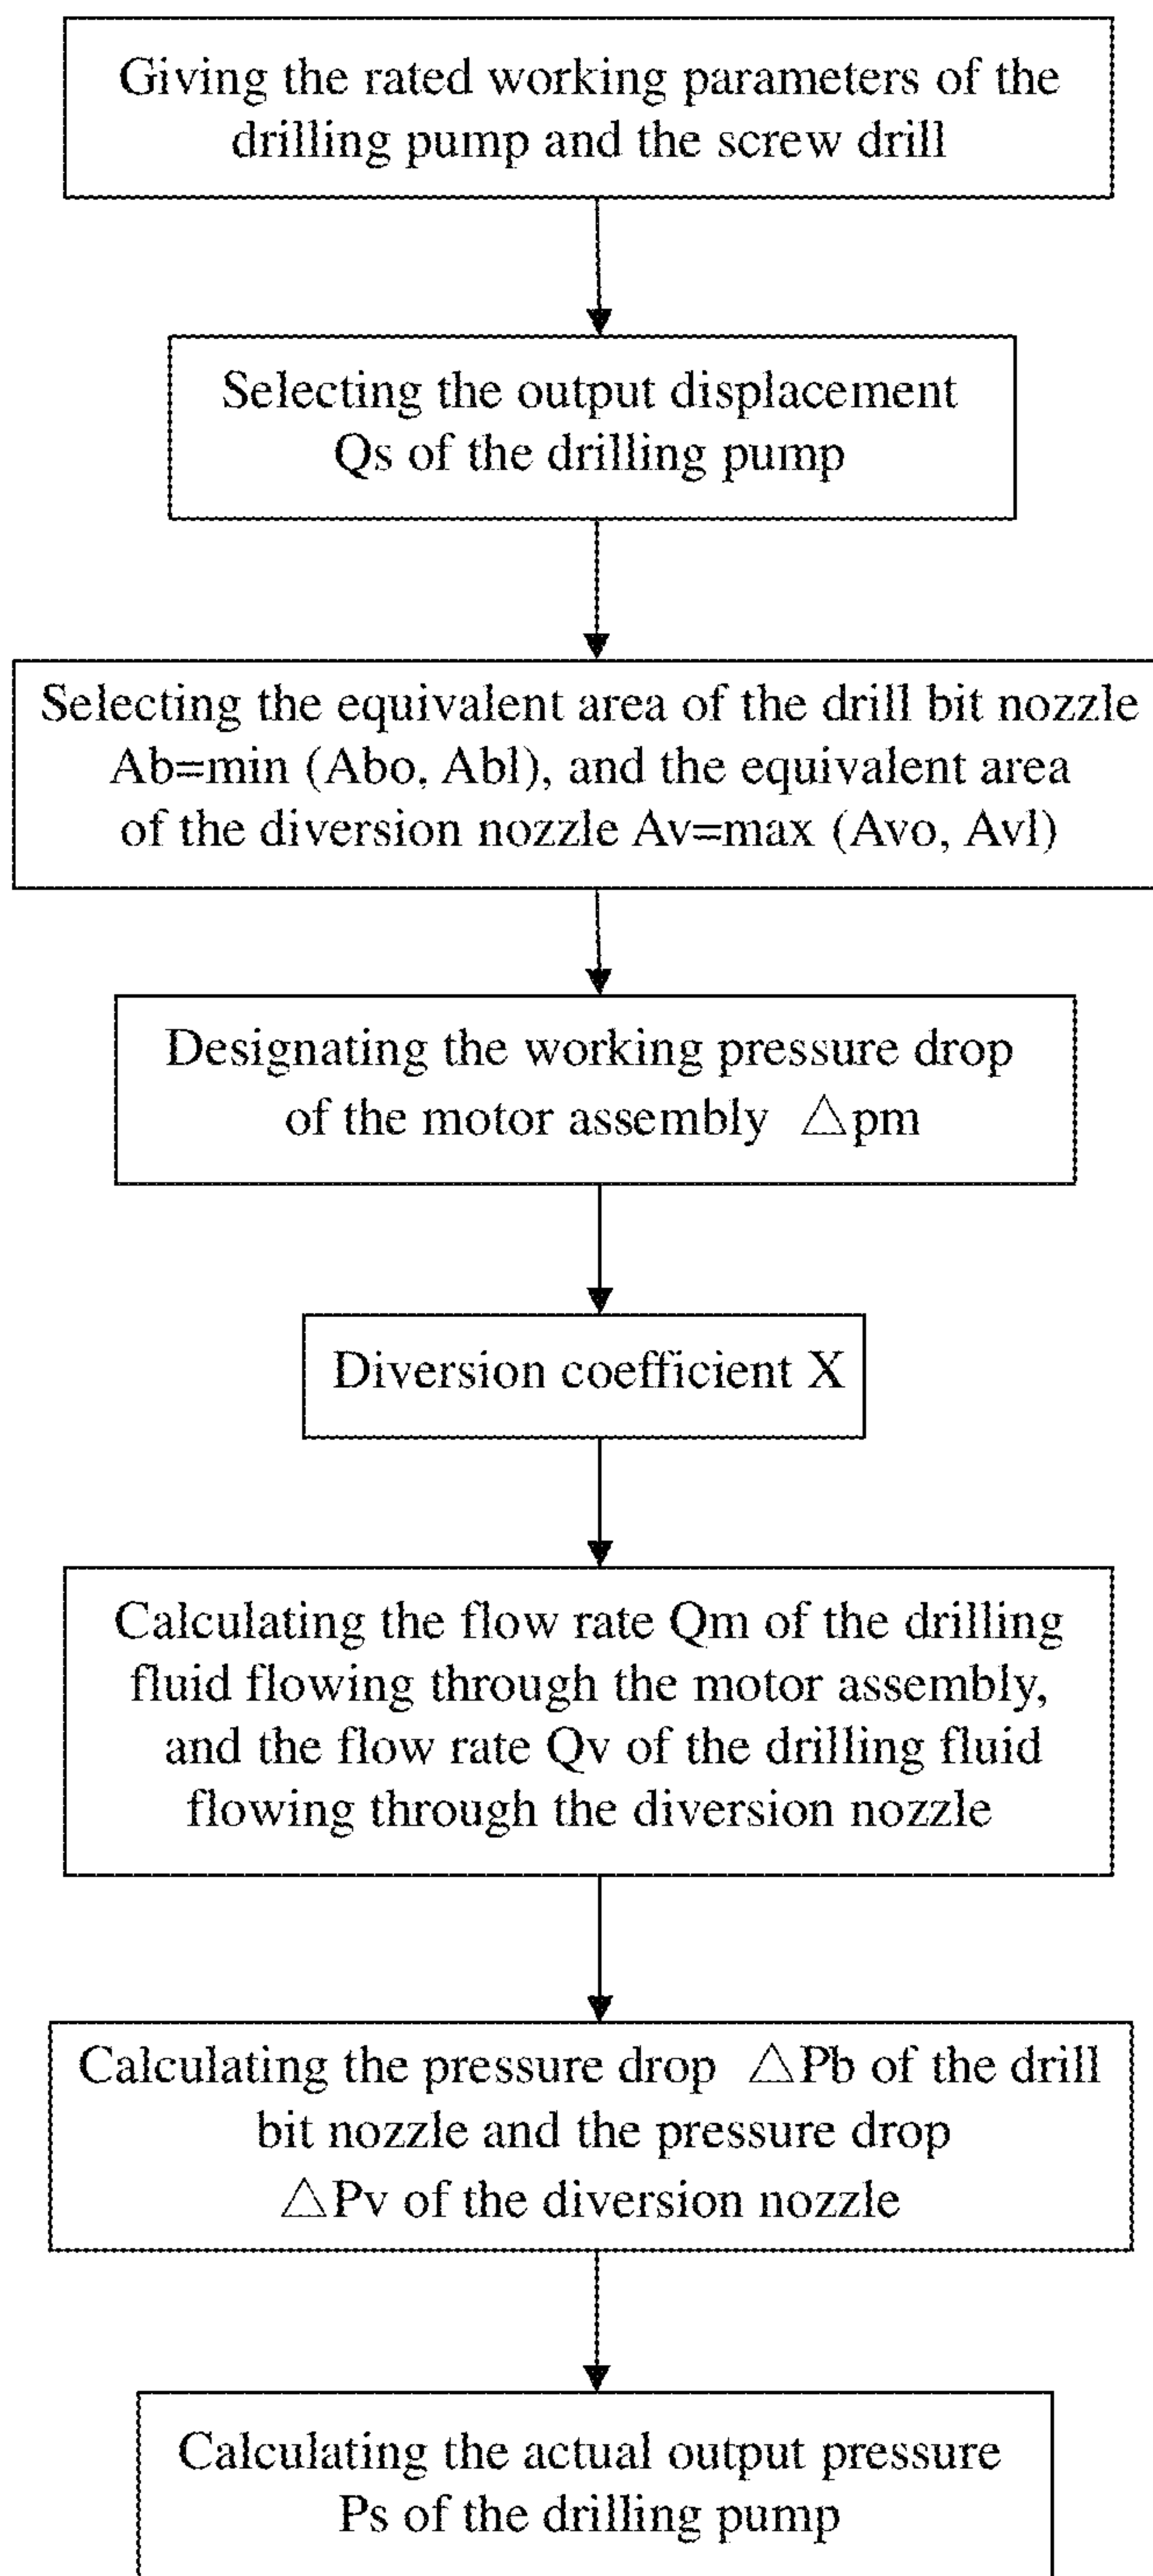 Giving the rated working parameters of the
drilling pump and the screw drill
Selecting the output displacement
Qs of the drilling pump
Selecting the equivalent area of the drill bit nozzle
Ab=min (Abo, Abl), and the equivalent area
of the diversion nozzle Av=max (Avo, Avl)
Designating the working pressure drop
of the motor assembly △pm
Diversion coefficient X
Calculating the flow rate Qm of the drilling
fluid flowing through the motor assembly,
and the flow rate Qv of the drilling fluid
flowing through the diversion nozzle
Calculating the pressure drop △Pb of the drill
bit nozzle and the pressure drop
△Pv of the diversion nozzle
Calculating the actual output pressure
Ps of the drilling pump